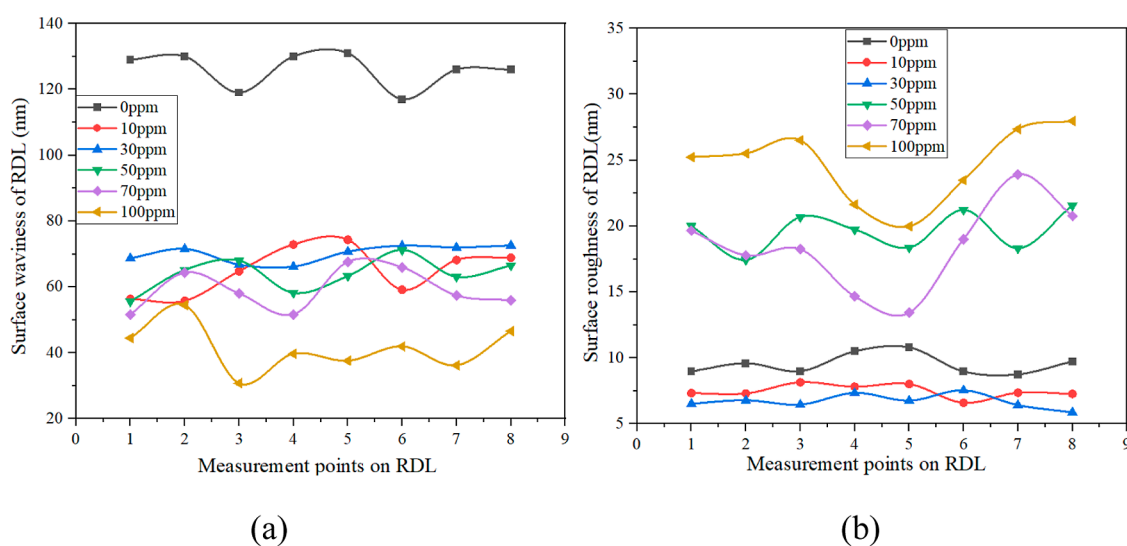 140
120
100
80
60
40
20
0
1
2
3
4
5
6
7
8
9
Surface waviness of RDL (nm)
Measurement points on RDL
0ppm
10ppm
30ppm
50ppm
70ppm
100ppm
(a)
35
30
25
20
15
10
5
0
1
2
3
4
5
6
7
8
9
Surface roughness of RDL(nm)
Measurement points on RDL
0ppm
10ppm
30ppm
50ppm
70ppm
100ppm
(b)